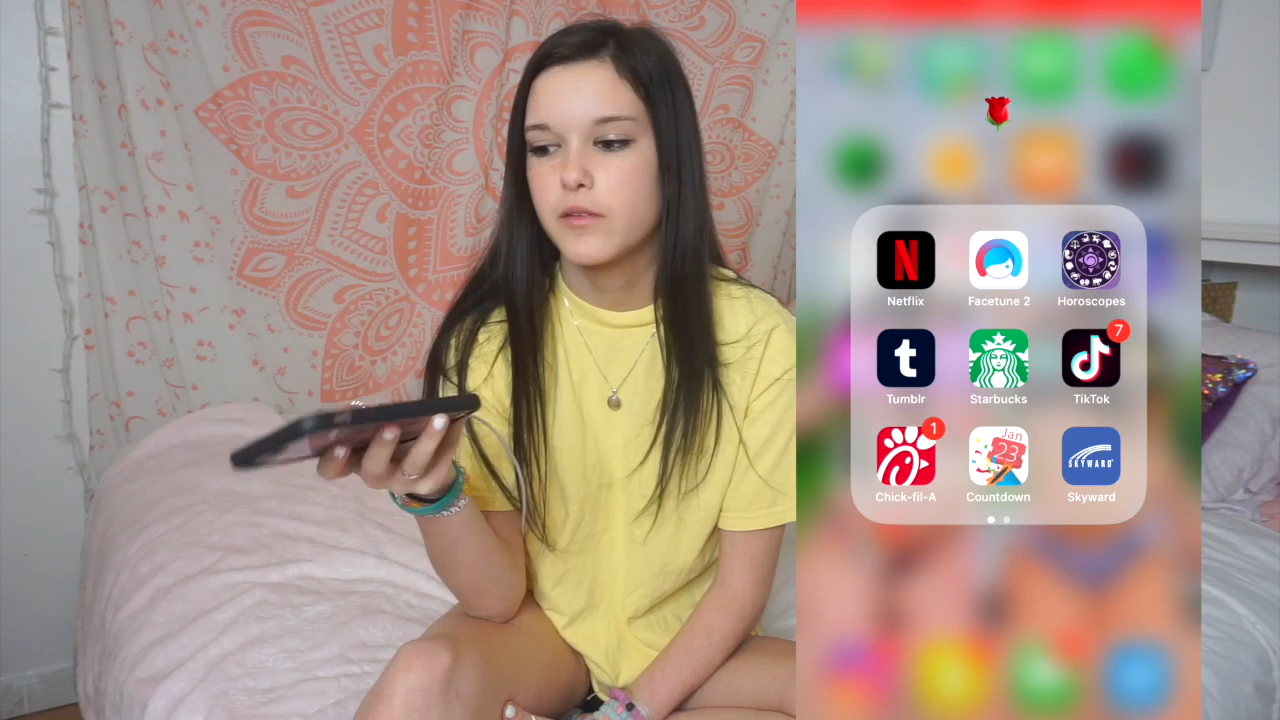 N
Netflix
Facetune 2
Horoscopes
7
t
Tumblr
Starbucks
TikTok
1
Jan
23
SKYWARD
Chick-fil-A
Countdown
Skyward